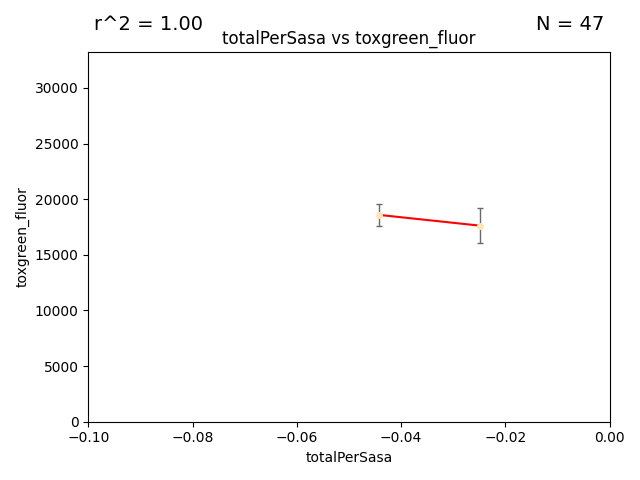 r^2 = 1.00
N = 47
totalPerSasa vs toxgreen_fluor
30000
25000
20000
15000
10000
5000
0
toxgreen_fluor
−0.10
−0.08
−0.06
−0.04
−0.02
0.00
totalPerSasa